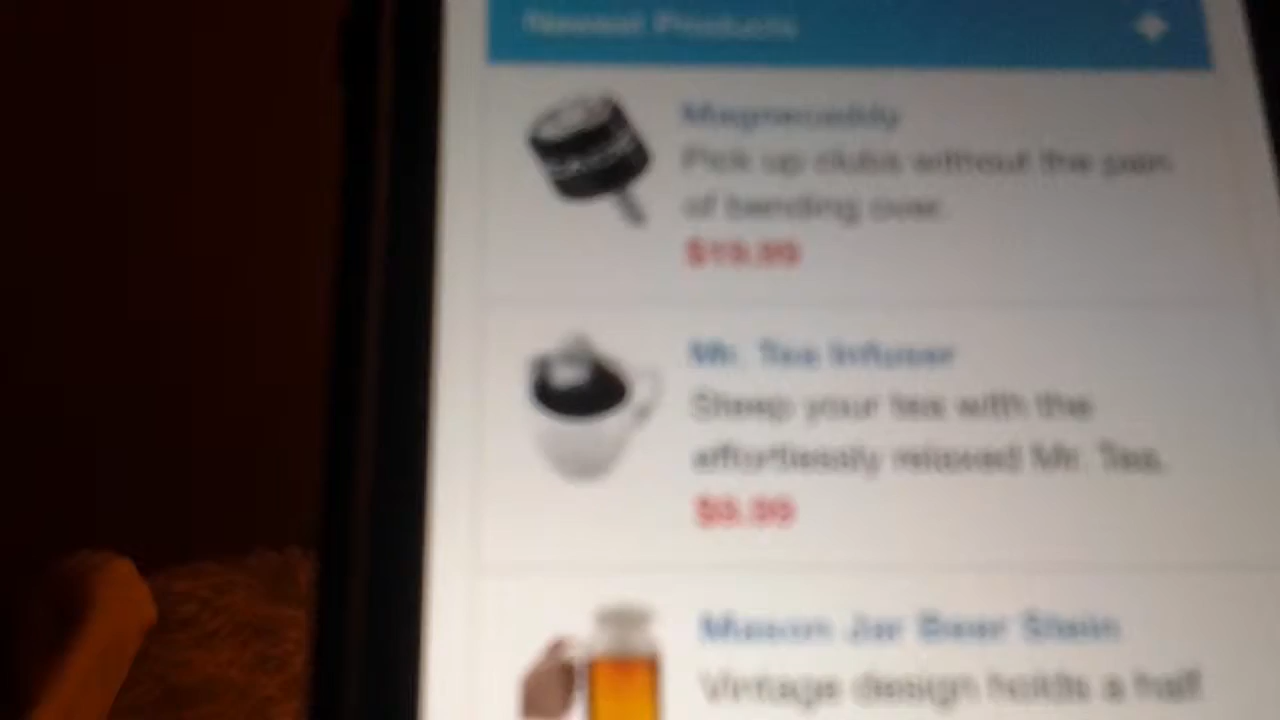 Newest Products
Magnecaddy
Pick up clubs without the pain
of bending over.
$19.99
Mr. Tea Infuser
Steep your tea with the
effortlessly relaxed Mr. Tea.
$9.99
Mason Jar Beer Stein
Vintage design holds a half